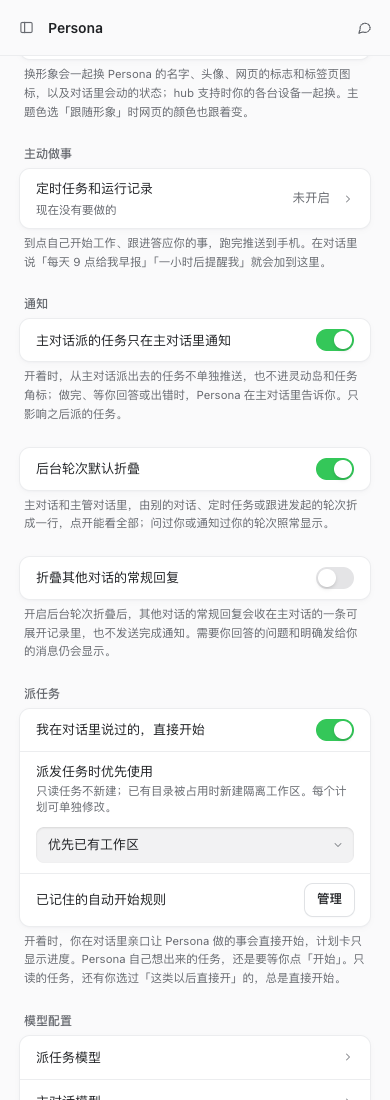 Persona
换形象会一起换 Persona 的名字、头像、网页的标志和标签页图
标，以及对话里会动的状态；hub 支持时你的各台设备一起换。主
题色选「跟随形象」时网页的颜色也跟着变。
主动做事
定时任务和运行记录
现在没有要做的
未开启
到点自己开始工作、跟进答应你的事，跑完推送到手机。在对话里
说「每天 9 点给我早报」「一小时后提醒我」就会加到这里。
通知
主对话派的任务只在主对话里通知
开着时，从主对话派出去的任务不单独推送，也不进灵动岛和任务
角标；做完、等你回答或出错时，Persona 在主对话里告诉你。只
影响之后派的任务。
后台轮次默认折叠
主对话和主管对话里，由别的对话、定时任务或跟进发起的轮次折
成一行，点开能看全部；问过你或通知过你的轮次照常显示。
折叠其他对话的常规回复
开启后台轮次折叠后，其他对话的常规回复会收在主对话的一条可
展开记录里，也不发送完成通知。需要你回答的问题和明确发给你
的消息仍会显示。
派任务
我在对话里说过的，直接开始
派发任务时优先使用
只读任务不新建；已有目录被占用时新建隔离工作区。每个计
划可单独修改。
优先已有工作区
已记住的自动开始规则
管理
开着时，你在对话里亲口让 Persona 做的事会直接开始，计划卡只
显示进度。Persona 自己想出来的任务，还是要等你点「开始」。只
读的任务，还有你选过「这类以后直接开」的，总是直接开始。
模型配置
派任务模型
主对话模型